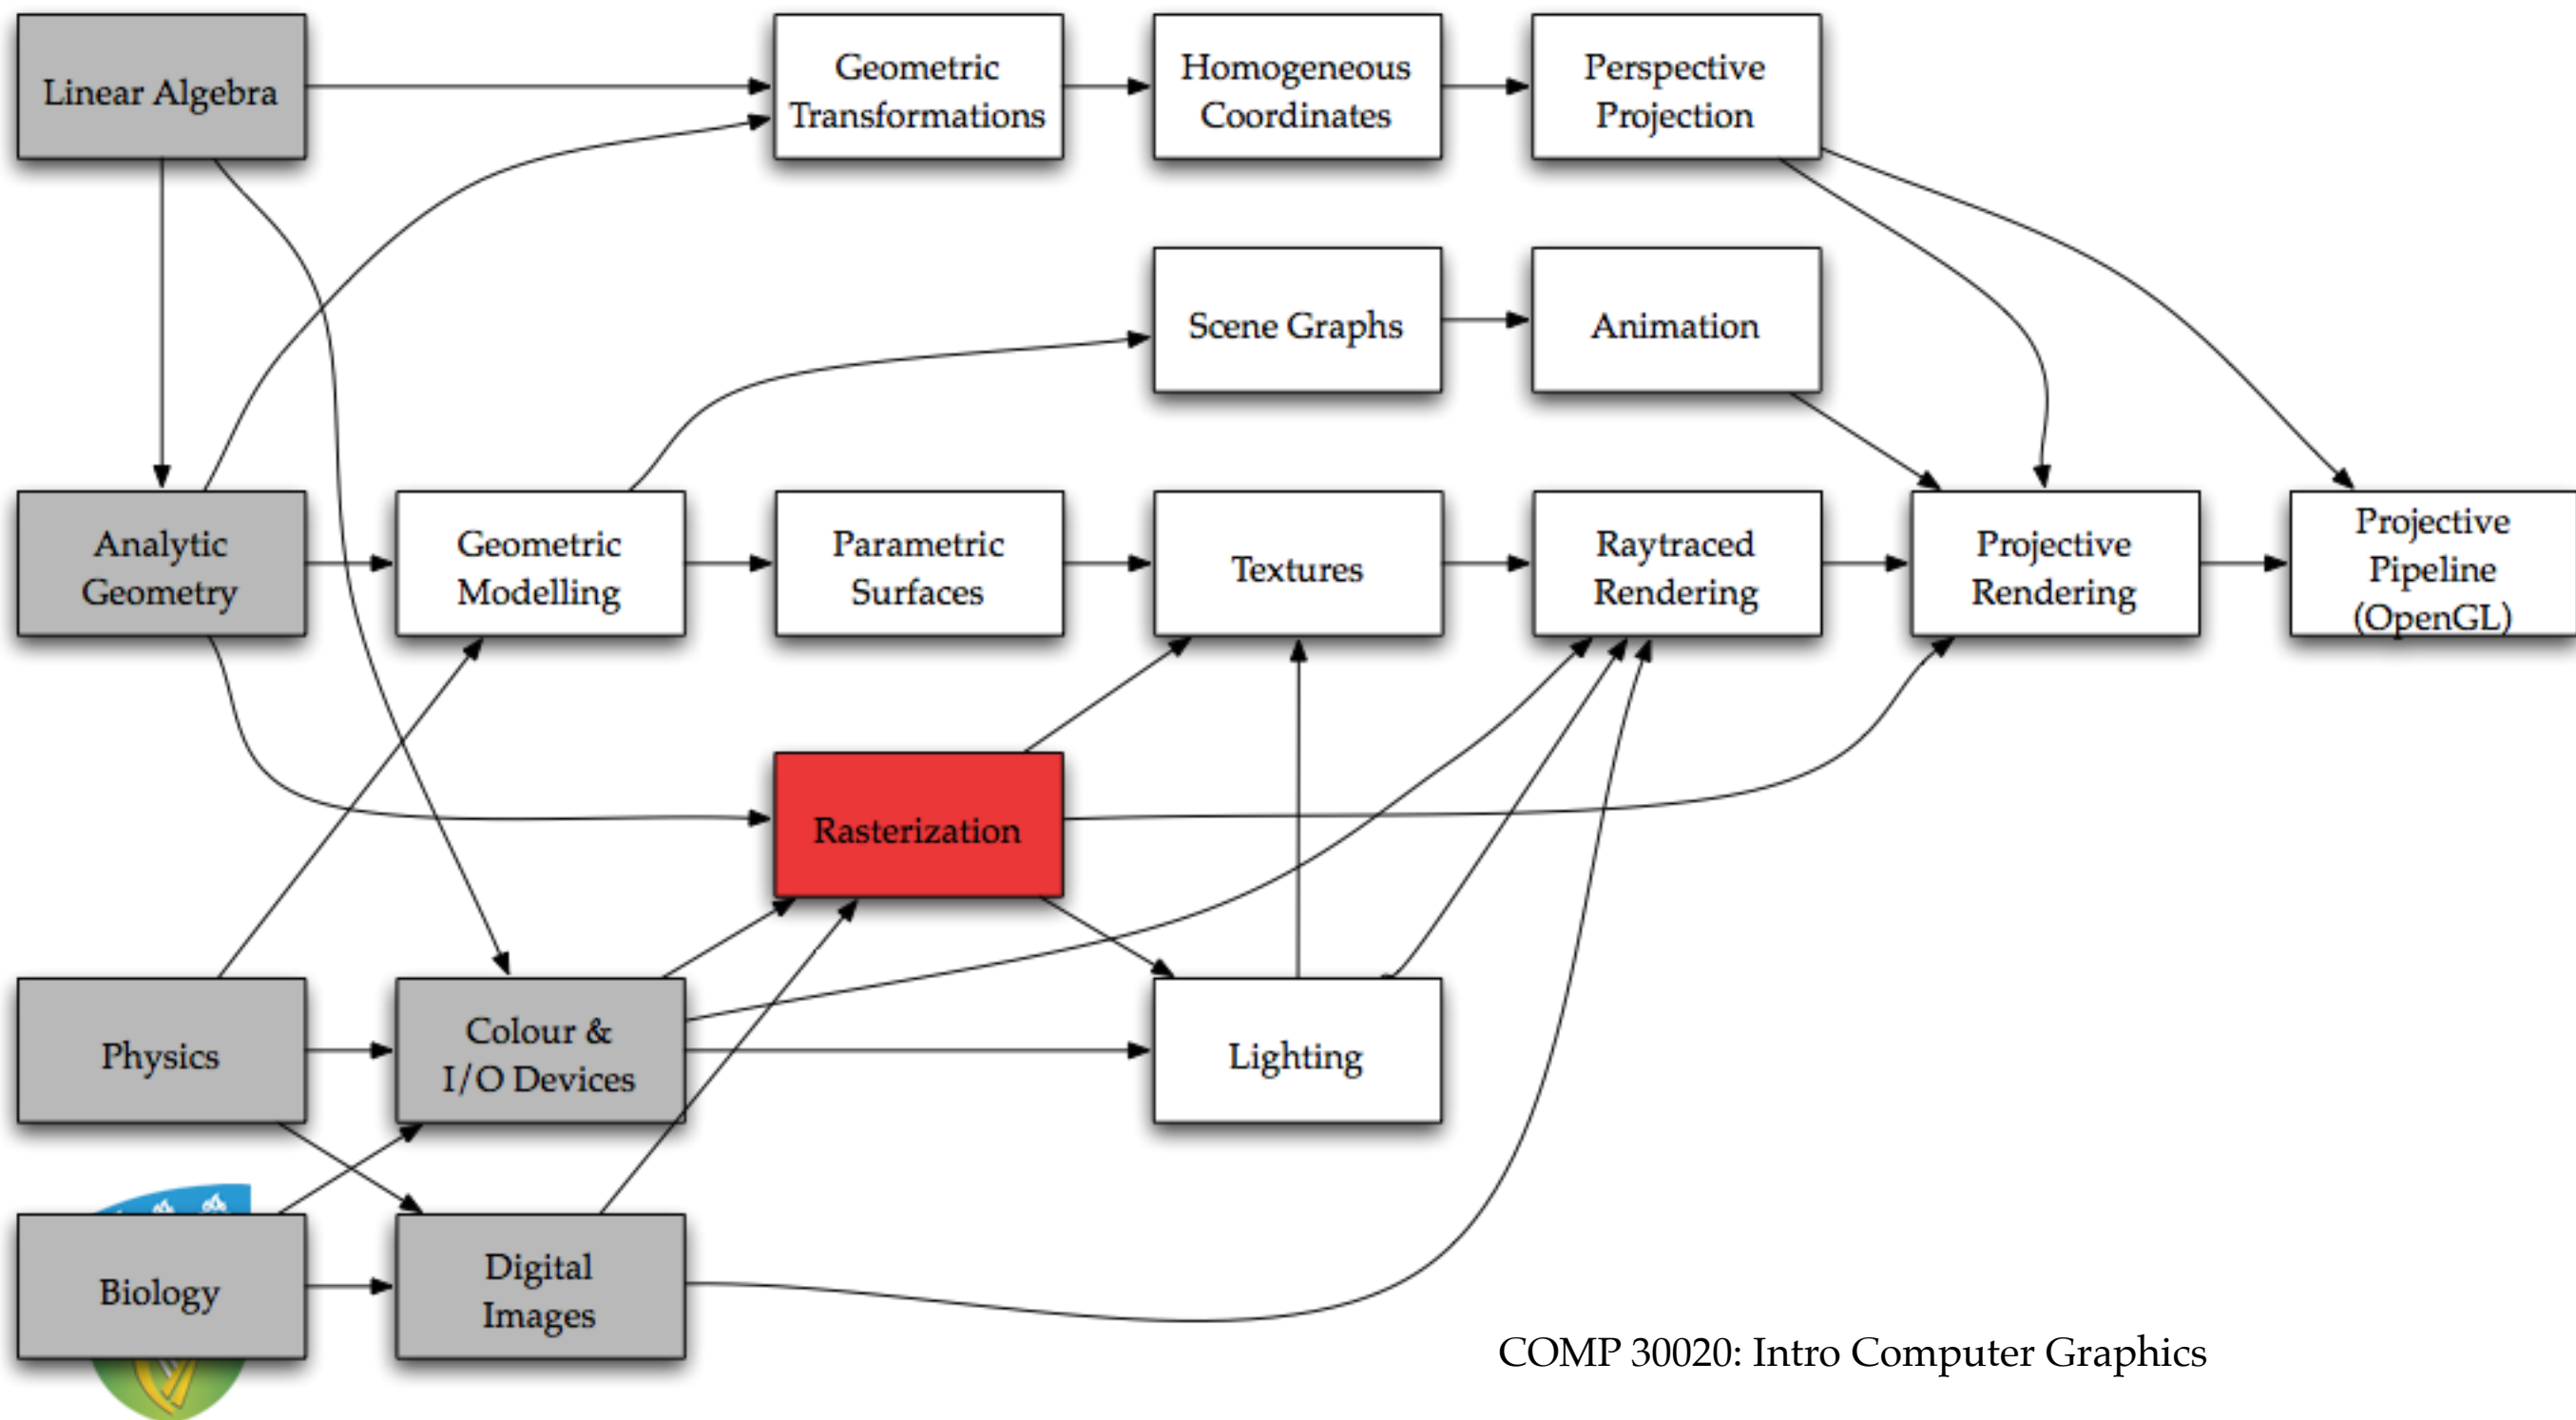 Linear Algebra
Geometric
Transformations
Homogeneous
Coordinates
Perspective
Projection
Scene Graphs
Animation
Analytic
Geometry
Geometric
Modelling
Parametric
Surfaces
Textures
Raytraced
Rendering
Projective
Rendering
Projective
Pipeline
(OpenGL)
Rasterization
Physics
Colour &
I/O Devices
Lighting
Biology
Digital
Images
COMP 30020: Intro Computer Graphics